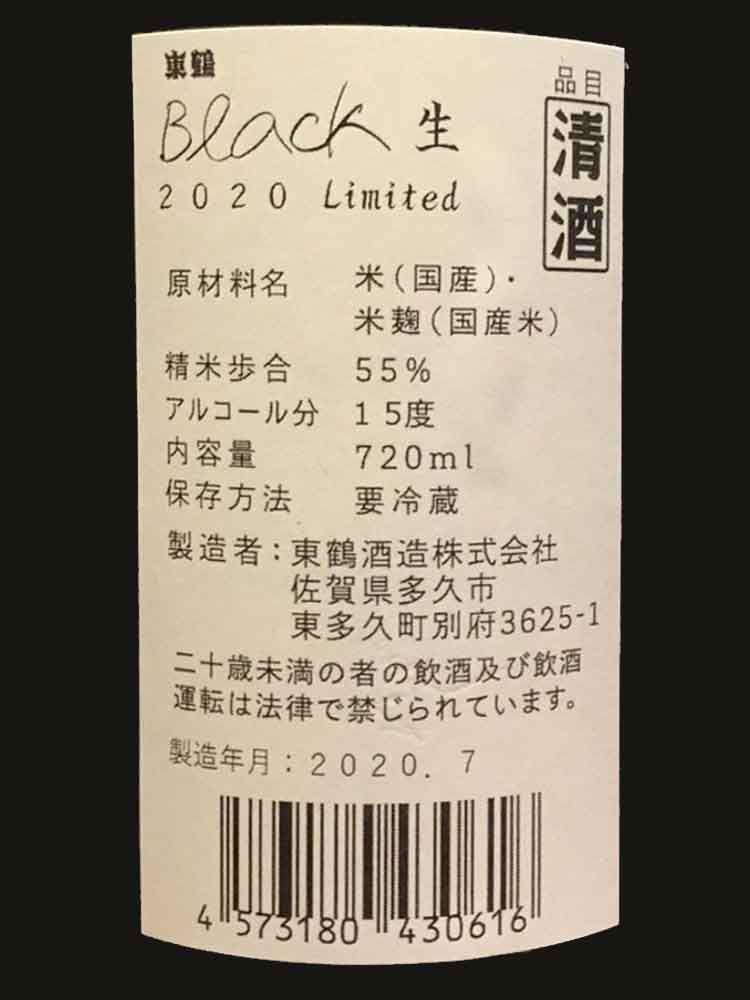 東鶴
Black 生
2020 Limited
品目
清酒
原材料名 米(国産)・
米麹(国産米)
精米歩合 55%
アルコール分 15度
内容量 720ml
保存方法 要冷蔵
製造者:東鶴酒造株式会社
佐賀県多久市
東多久町別府3625-1
二十歳未満の者の飲酒及び飲酒
運転は法律で禁じられています。
製造年月:2020.7
4 573180 430616